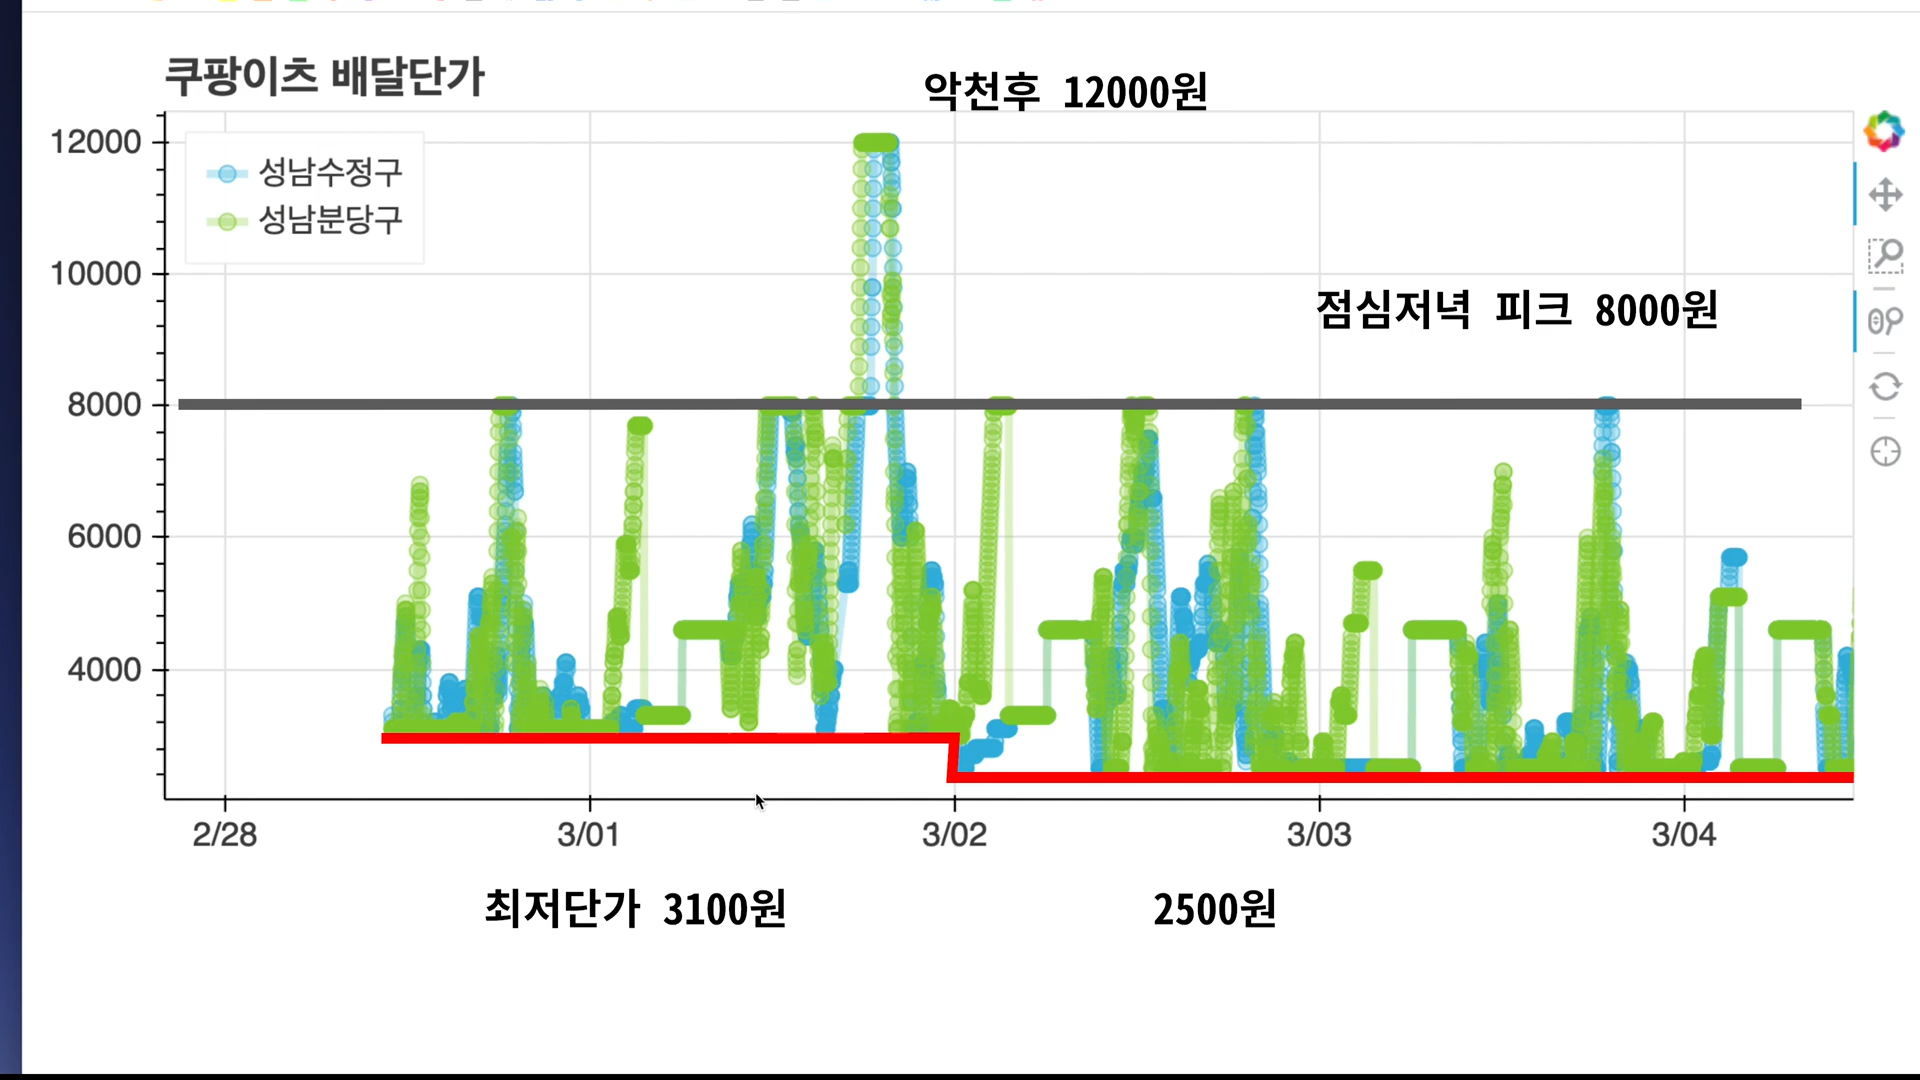 쿠팡이츠 배달단가
악천후 12000원
12000
성남수정구
성남분당구
10000
점심저녁 피크 8000원
8000
6000
4000
2/28 3/01 3/02 3/03 3/04
최저단가 3100원 2500원